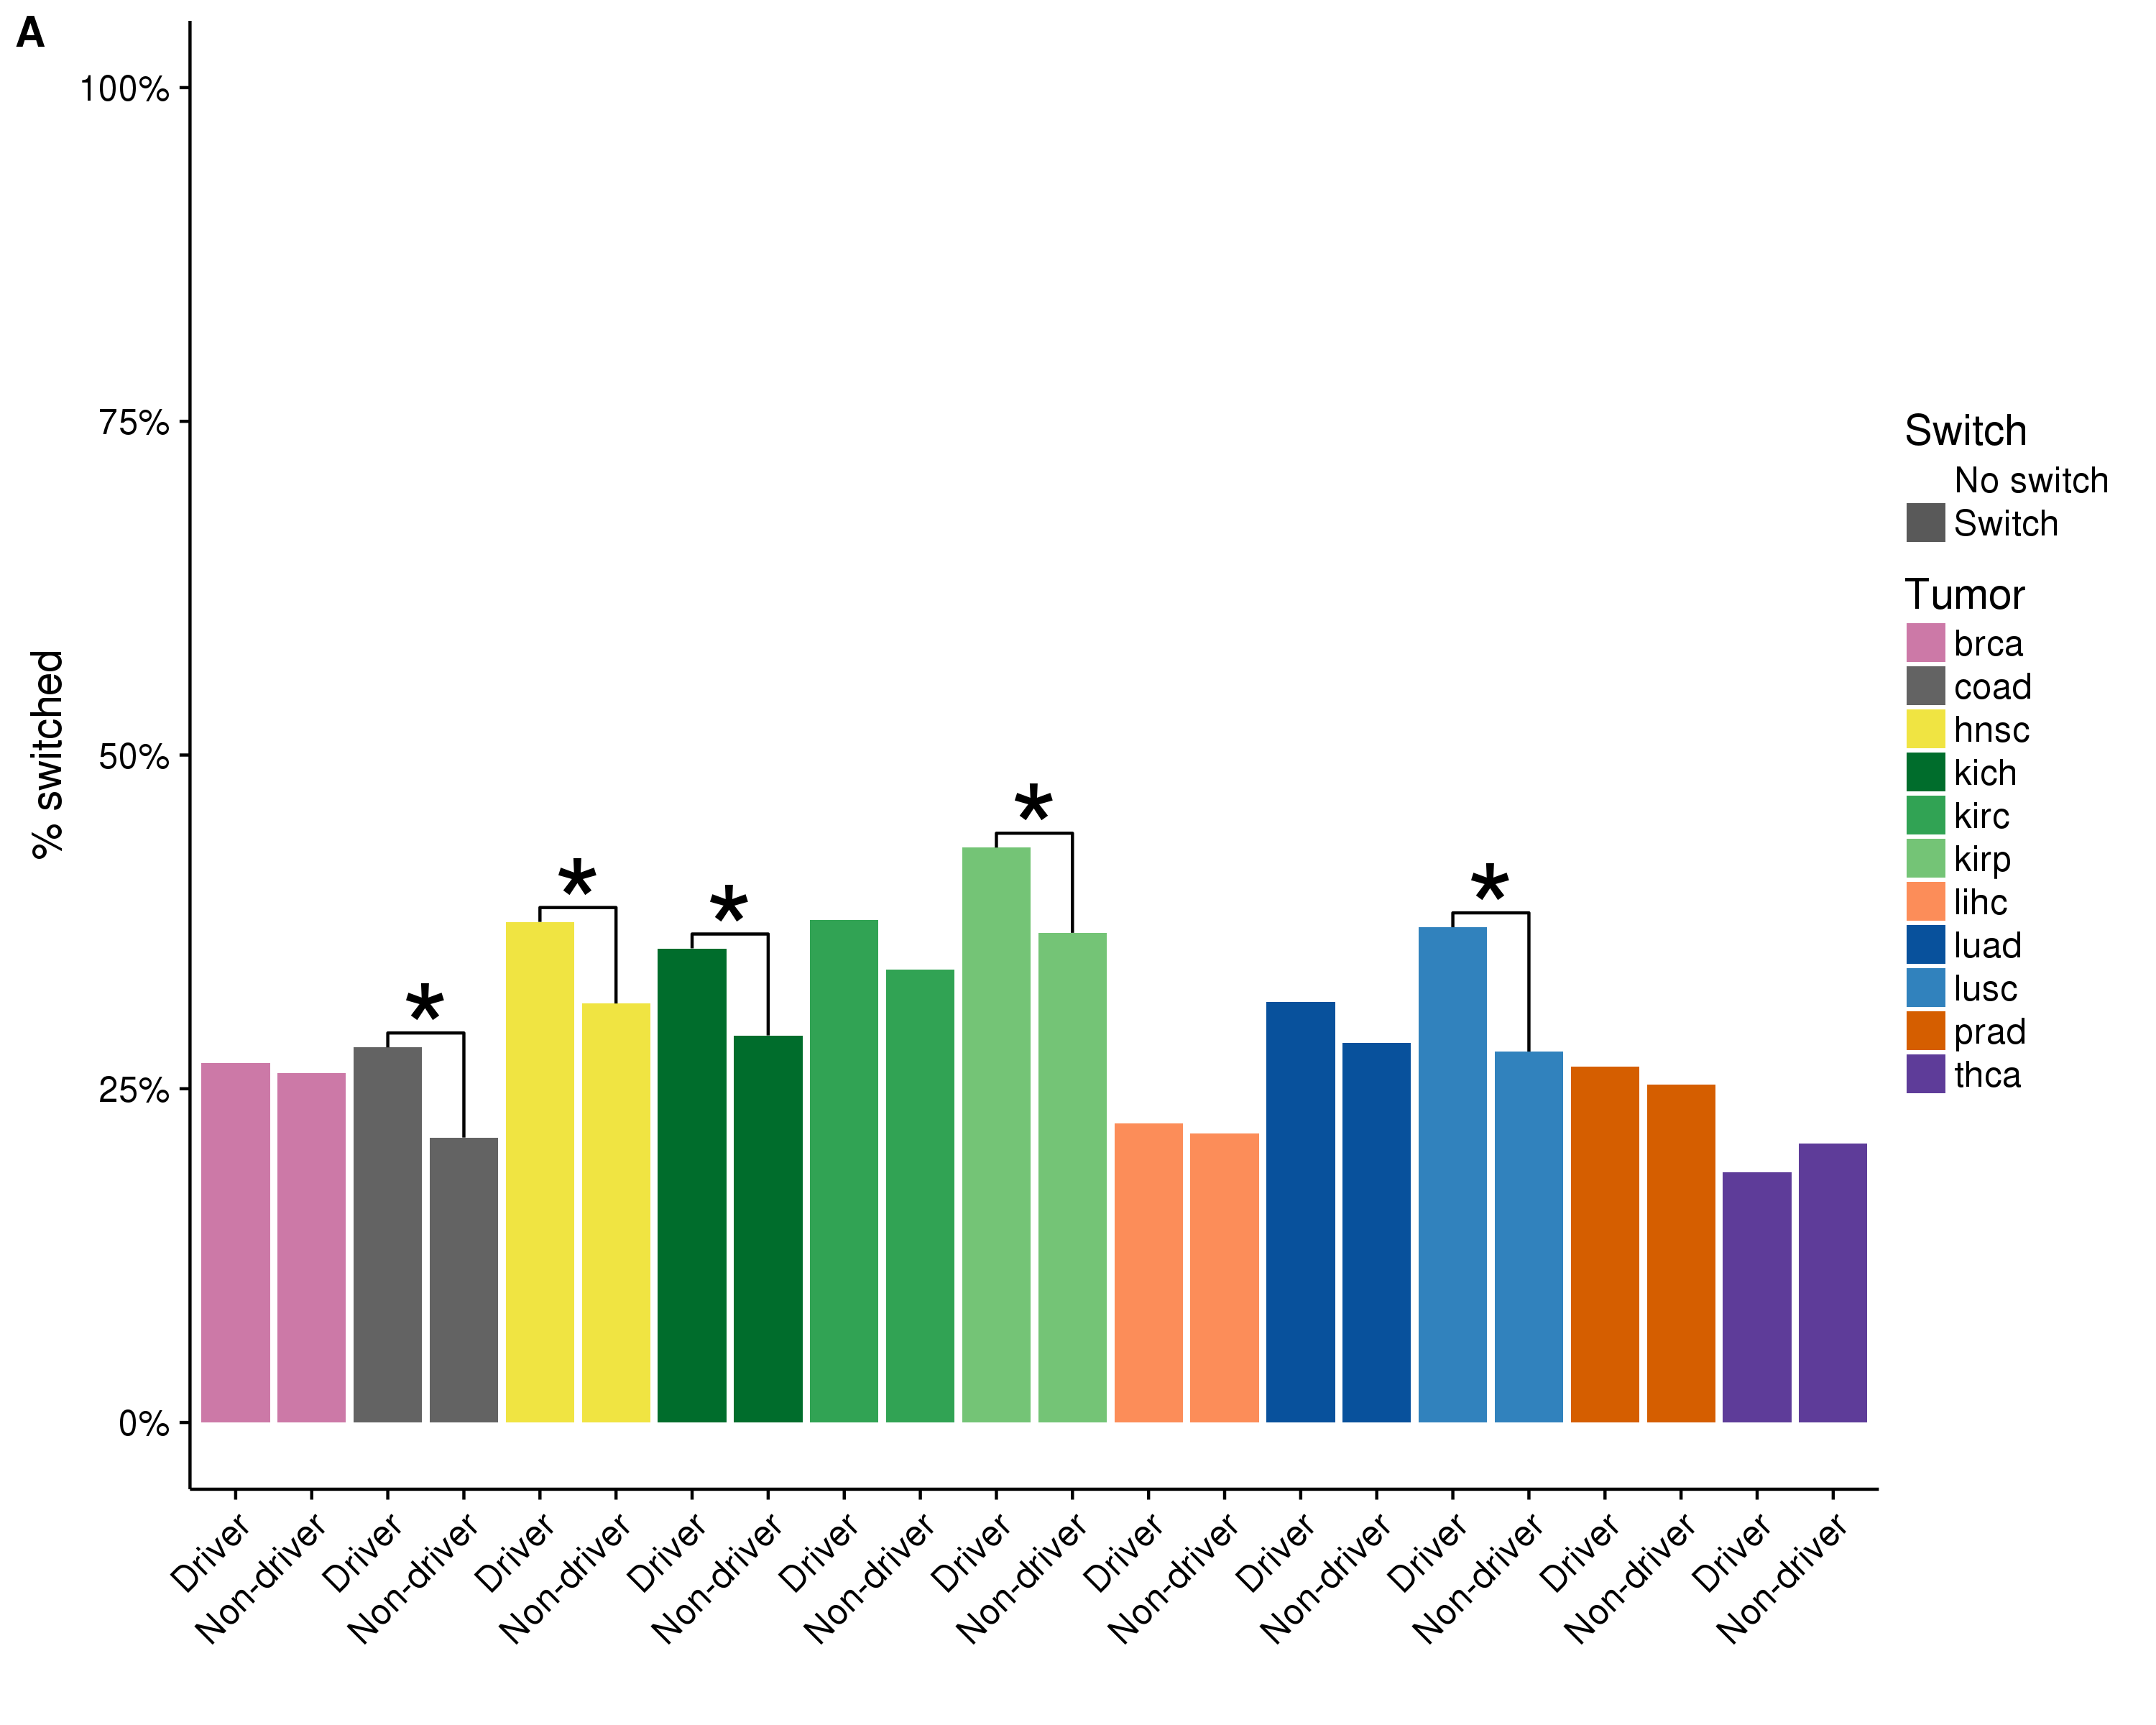 A
100%
75%
50%
25%
0%
% switched
*
*
*
*
*
Driver
Non-driver
Driver
Non-driver
Driver
Non-driver
Driver
Non-driver
Driver
Non-driver
Driver
Non-driver
Driver
Non-driver
Driver
Non-driver
Driver
Non-driver
Driver
Non-driver
Driver
Non-driver
Switch
No switch
Switch
Tumor
brca
coad
hnsc
kich
kirc
kirp
lihc
luad
lusc
prad
thca